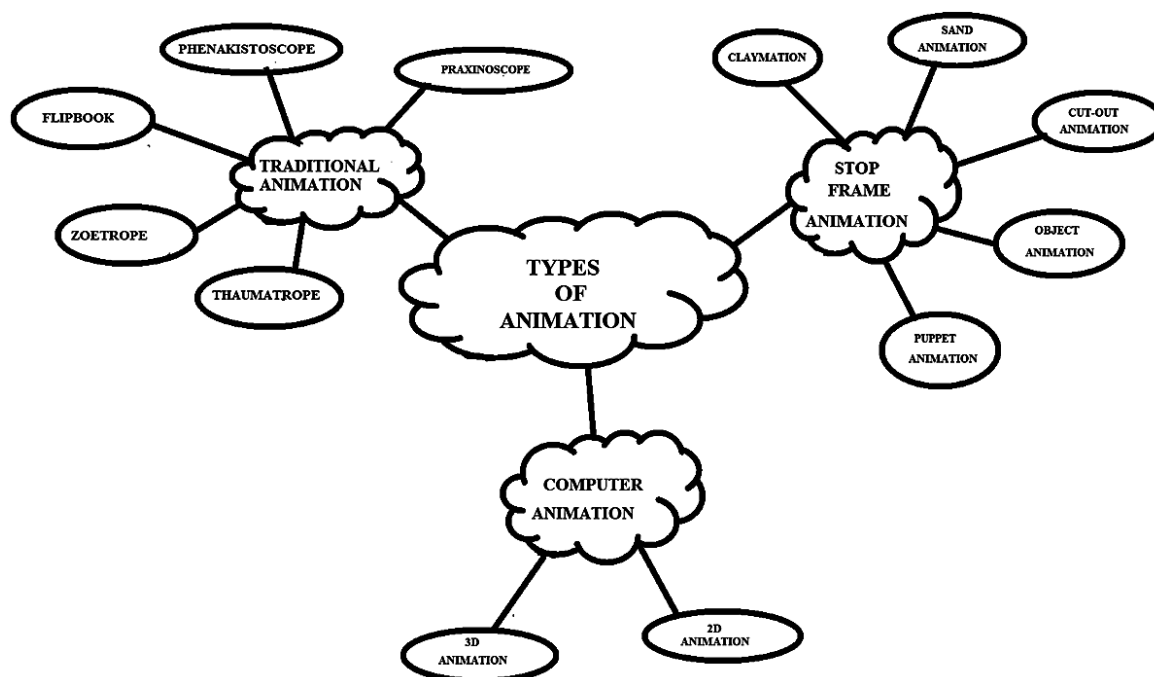 PHENAKISTOSCOPE
PRAXINOSCOPE
FLIPBOOK
TRADITIONAL
ANIMATION
ZOETROPE
THAUMATROPE
CLAYMATION
SAND
ANIMATION
CUT-OUT
ANIMATION
STOP
FRAME
ANIMATION
OBJECT
ANIMATION
PUPPET
ANIMATION
TYPES
OF
ANIMATION
COMPUTER
ANIMATION
3D
ANIMATION
2D
ANIMATION